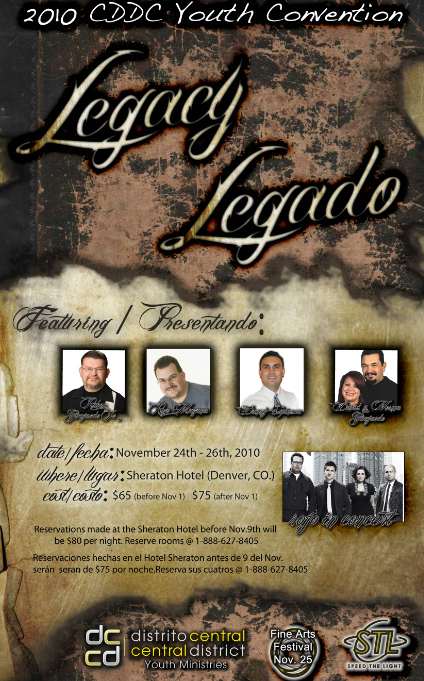 2010 CDDC Youth Convention
Legacy
Legado
Featuring / Presentando:
date/fecha: November 24th - 26th, 2010
where/lugar: Sheraton Hotel (Denver, CO.)
cost/costo: $65 (before Nov 1) $75 (after Nov 1)
in concert
Reservations made at the Sheraton Hotel before Nov.9th will
be $80 per night. Reserve rooms @ 1-888-627-8405
Reservaciones hechas en el Hotel Sheraton antes de 9 del Nov.
serán seran de $75 por noche.Reserva sus cuatros @ 1-888-627-8405
dc
cd
distrito central
central district
Youth Ministries
Fine Arts
Festival
Nov. 25
STL
SPEED THE LIGHT